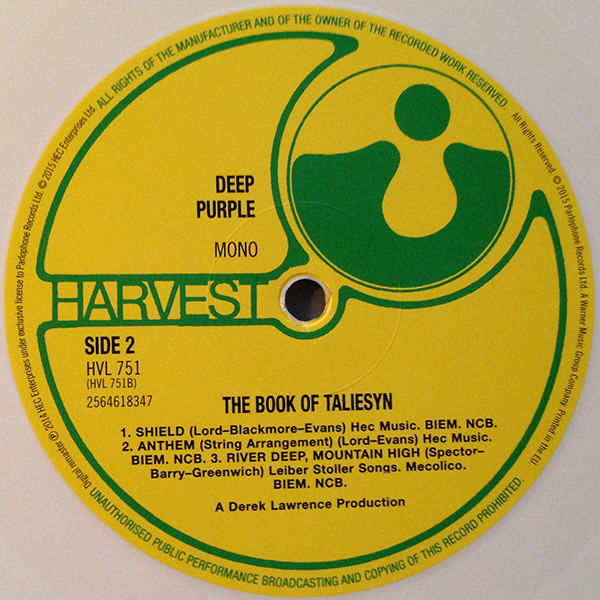 DEEP
PURPLE
MONO
HARVEST
SIDE 2
HVL 751
(HVL 751B)
2564618347
THE BOOK OF TALIESYN
1. SHIELD (Lord–Blackmore–Evans) Hec Music. BIEM. NCB.
2. ANTHEM (String Arrangement) (Lord–Evans) Hec Music.
BIEM. NCB. 3. RIVER DEEP, MOUNTAIN HIGH (Spector–
Barry–Greenwich) Leiber Stoller Songs. Mecolico.
BIEM. NCB.
A Derek Lawrence Production
Digital remaster ℗ 2014 HEC Enterprises under exclusive license to Parlophone Records Ltd. © 2015 HEC Enterprises Ltd. ALL RIGHTS OF THE MANUFACTURER AND OF THE OWNER OF THE RECORDED WORK RESERVED.
All Rights Reserved. © 2015 Parlophone Records Ltd. A Warner Music Group Company. Printed in the EU.
UNAUTHORISED PUBLIC PERFORMANCE BROADCASTING AND COPYING OF THIS RECORD PROHIBITED.